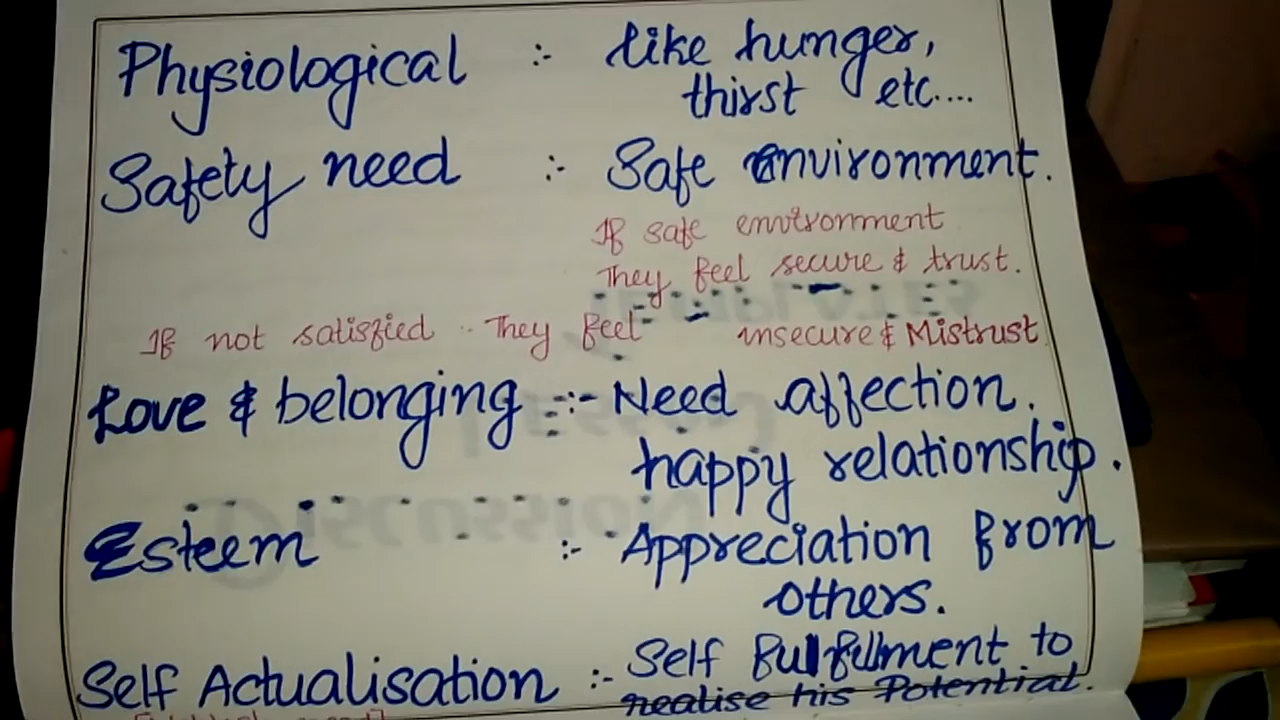 Physiological :- like hunger,
thirst etc....
Safety need :- Safe environment.
If safe environment
They feel secure & trust.
If not satisfied .. They feel insecure & Mistrust
Love & belonging :- Need affection.
happy relationship.
Esteem :- Appreciation from
others.
Self Actualisation :- Self fulfillment to
realise his Potential.